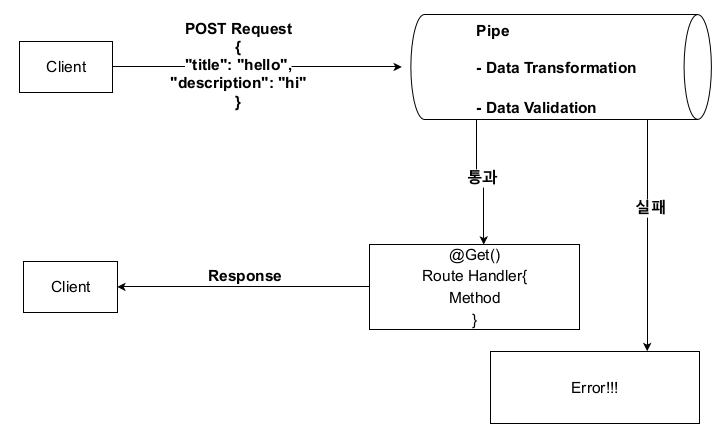 Client
POST Request
{
"title": "hello",
"description": "hi"
}
Pipe
- Data Transformation
- Data Validation
통과
실패
@Get()
Route Handler{
Method
}
Response
Client
Error!!!